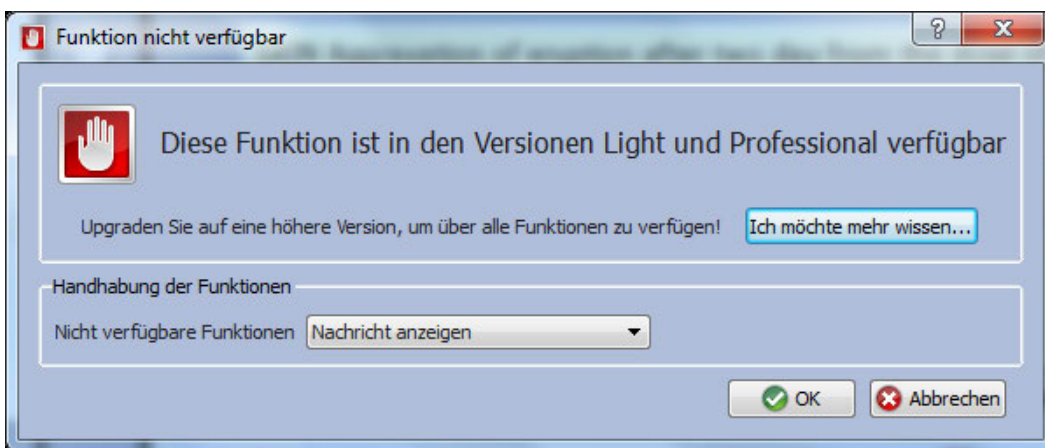 Funktion nicht verfügbar
Diese Funktion ist in den Versionen Light und Professional verfügbar
Upgraden Sie auf eine höhere Version, um über alle Funktionen zu verfügen! Ich möchte mehr wissen...
Handhabung der Funktionen
Nicht verfügbare Funktionen Nachricht anzeigen
OK Abbrechen